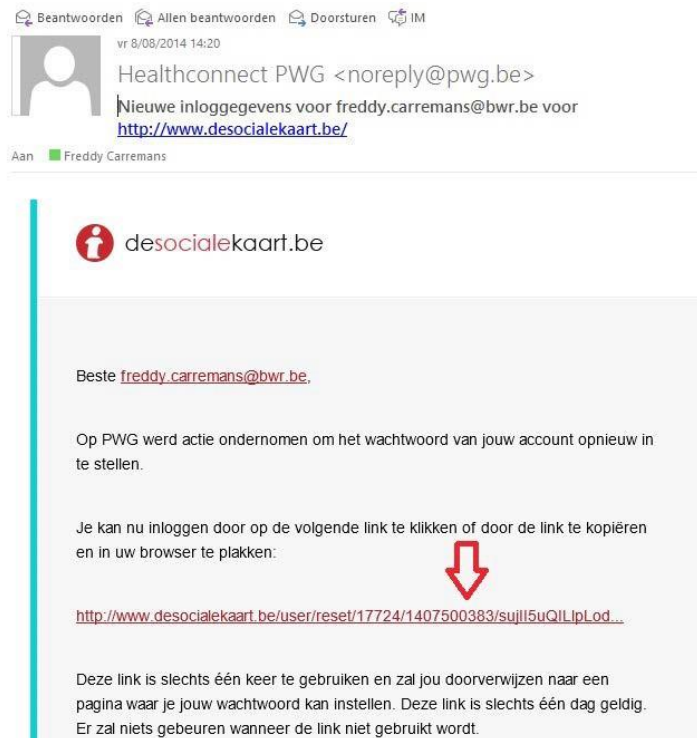 Beantwoorden Allen beantwoorden Doorsturen IM
vr 8/08/2014 14:20
Healthconnect PWG <noreply@pwg.be>
Nieuwe inloggegevens voor freddy.carremans@bwr.be voor
http://www.desocialekaart.be/
Aan Freddy Carremans
desocialekaart.be
Beste freddy.carremans@bwr.be,
Op PWG werd actie ondernomen om het wachtwoord van jouw account opnieuw in
te stellen.
Je kan nu inloggen door op de volgende link te klikken of door de link te kopiëren
en in uw browser te plakken:
http://www.desocialekaart.be/user/reset/17724/1407500383/sujII5uQILIpLod...
Deze link is slechts één keer te gebruiken en zal jou doorverwijzen naar een
pagina waar je jouw wachtwoord kan instellen. Deze link is slechts één dag geldig.
Er zal niets gebeuren wanneer de link niet gebruikt wordt.